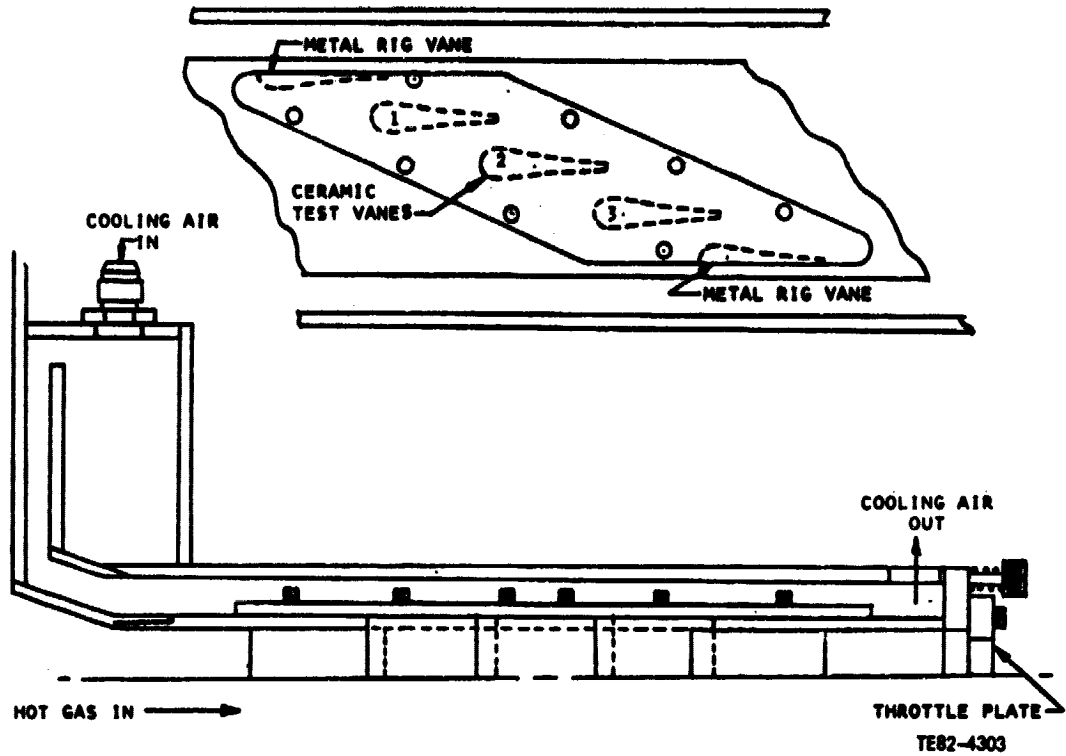 METAL RIG VANE
1
2
CERAMIC
TEST VANES
3
COOLING AIR
IN
METAL RIG VANE
COOLING AIR
OUT
HOT GAS IN
THROTTLE PLATE
TE82-4303